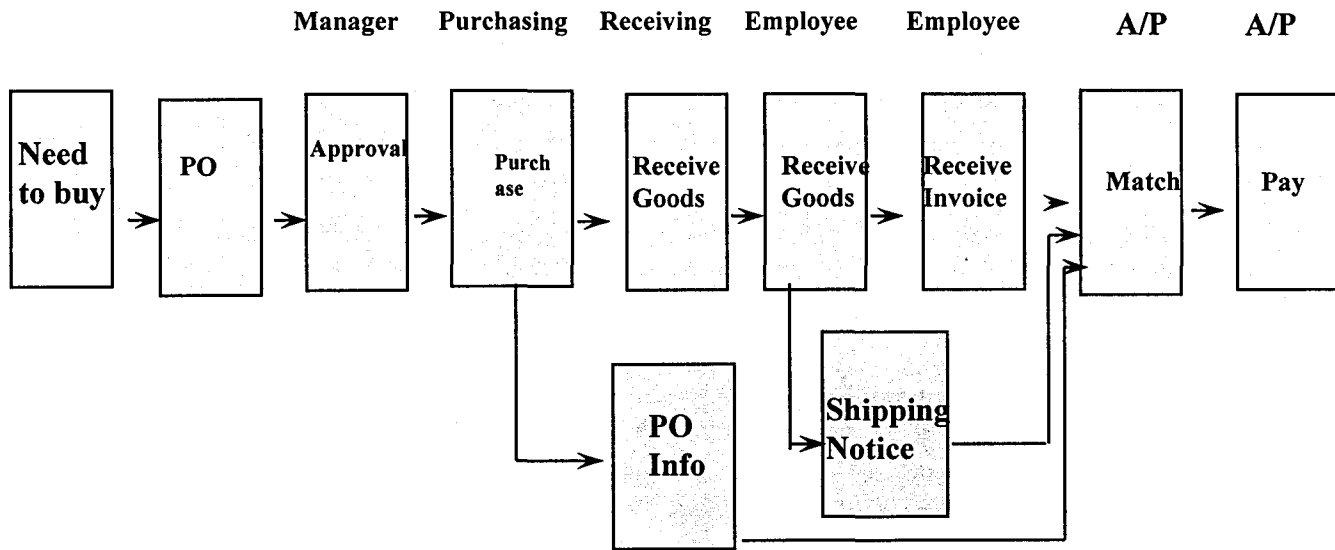 Manager Purchasing Receiving Employee Employee A/P A/P
Need
to buy
PO
Approval
Purch
ase
Receive
Goods
Receive
Goods
Receive
Invoice
Match
Pay
PO
Info
Shipping
Notice